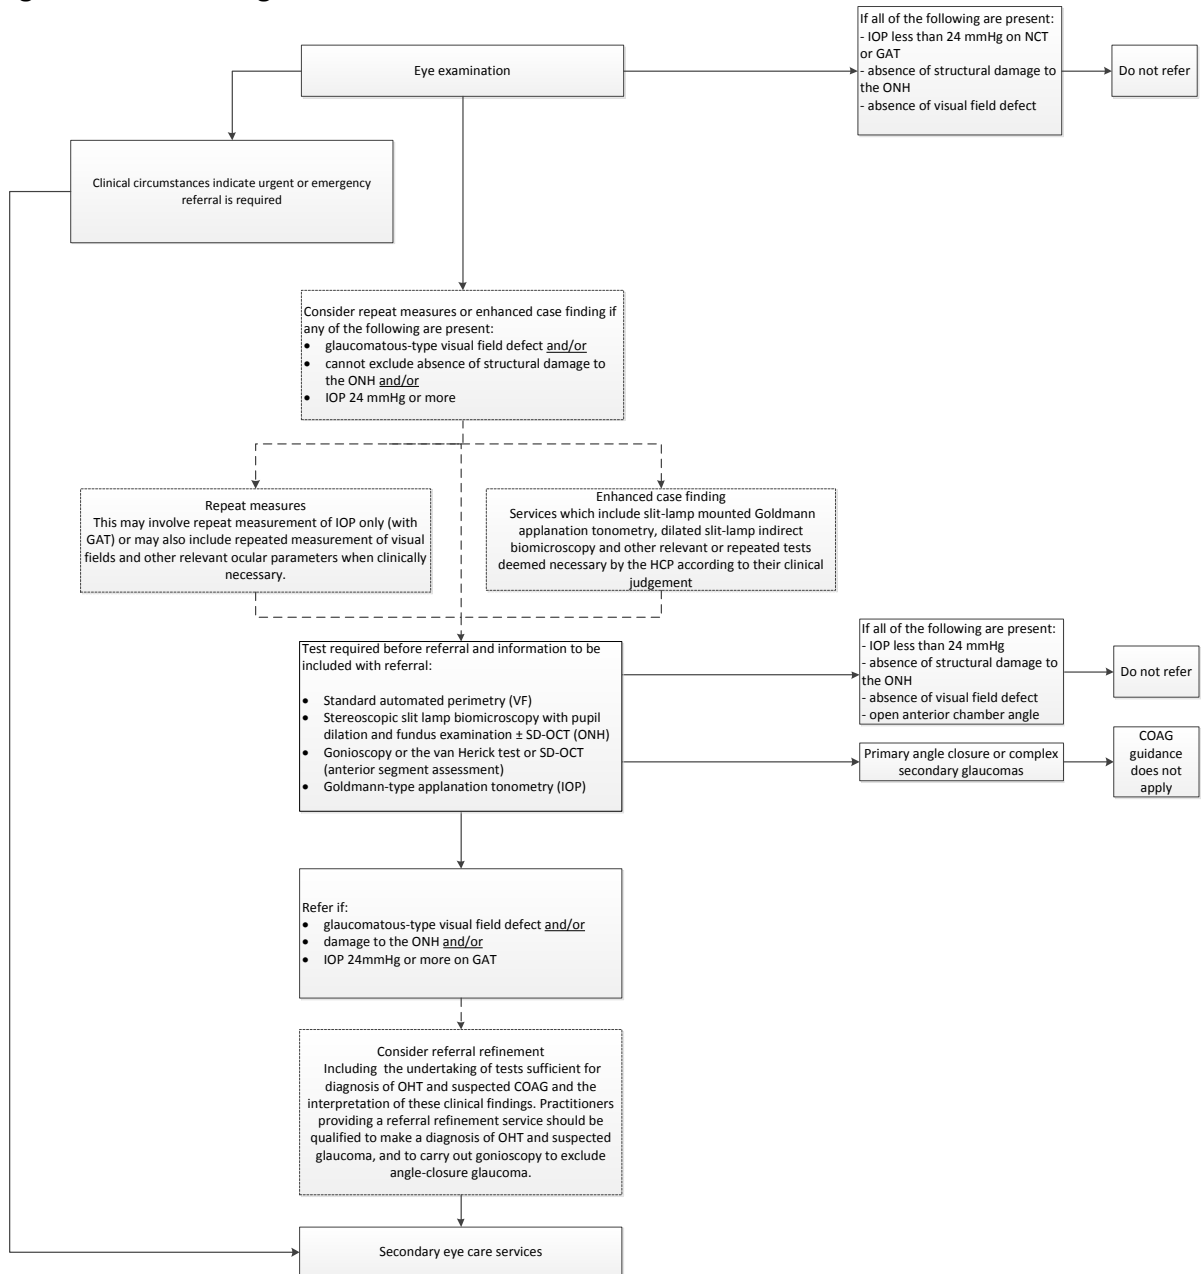 Eye examination
If all of the following are present:
- IOP less than 24 mmHg on NCT
or GAT
- absence of structural damage to
the ONH
- absence of visual field defect
Do not refer
Clinical circumstances indicate urgent or emergency
referral is required
Consider repeat measures or enhanced case finding if
any of the following are present:
• glaucomatous-type visual field defect and/or
• cannot exclude absence of structural damage to
the ONH and/or
• IOP 24 mmHg or more
Repeat measures
This may involve repeat measurement of IOP only (with
GAT) or may also include repeated measurement of visual
fields and other relevant ocular parameters when clinically
necessary.
Enhanced case finding
Services which include slit-lamp mounted Goldmann
applanation tonometry, dilated slit-lamp indirect
biomicroscopy and other relevant or repeated tests
deemed necessary by the HCP according to their clinical
judgement
Test required before referral and information to be
included with referral:
• Standard automated perimetry (VF)
• Stereoscopic slit lamp biomicroscopy with pupil
dilation and fundus examination ± SD-OCT (ONH)
• Gonioscopy or the van Herick test or SD-OCT
(anterior segment assessment)
• Goldmann-type applanation tonometry (IOP)
If all of the following are present:
- IOP less than 24 mmHg
- absence of structural damage to
the ONH
- absence of visual field defect
- open anterior chamber angle
Do not refer
Primary angle closure or complex
secondary glaucomas
COAG
guidance
does not
apply
Refer if:
• glaucomatous-type visual field defect and/or
• damage to the ONH and/or
• IOP 24mmHg or more on GAT
Consider referral refinement
Including the undertaking of tests sufficient for
diagnosis of OHT and suspected COAG and the
interpretation of these clinical findings. Practitioners
providing a referral refinement service should be
qualified to make a diagnosis of OHT and suspected
glaucoma, and to carry out gonioscopy to exclude
angle-closure glaucoma.
Secondary eye care services